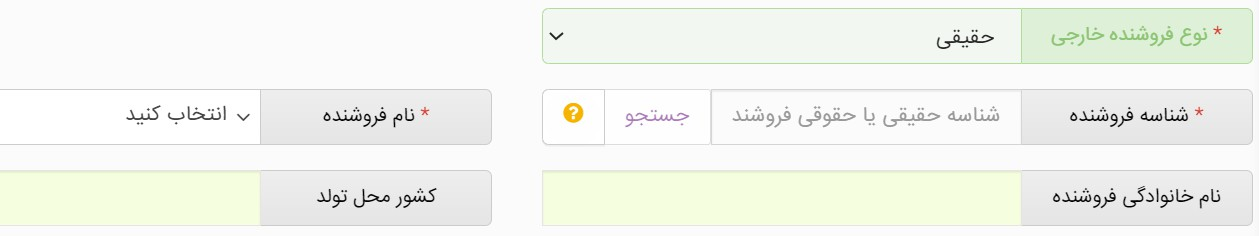 * نوع فروشنده خارجی حقیقی
* شناسه فروشنده شناسه حقیقی یا حقوقی فروشند جستجو ? * نام فروشنده انتخاب کنید
نام خانوادگی فروشنده کشور محل تولد